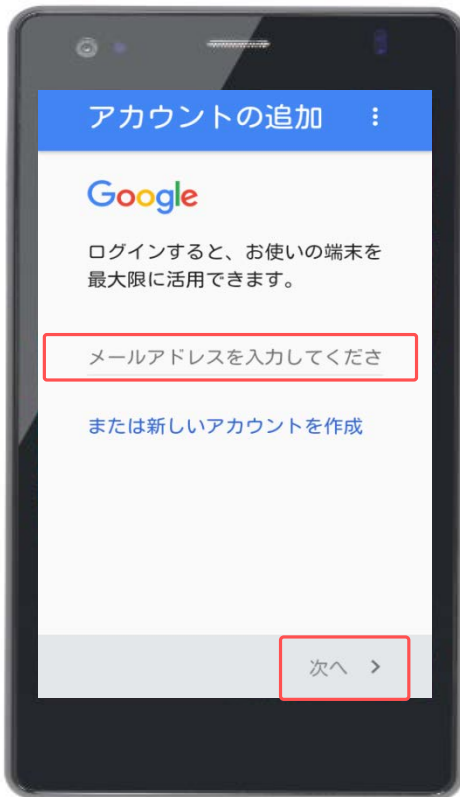 アカウントの追加
Google
ログインすると、お使いの端末を
最大限に活用できます。
メールアドレスを入力してくださ
または新しいアカウントを作成
次へ